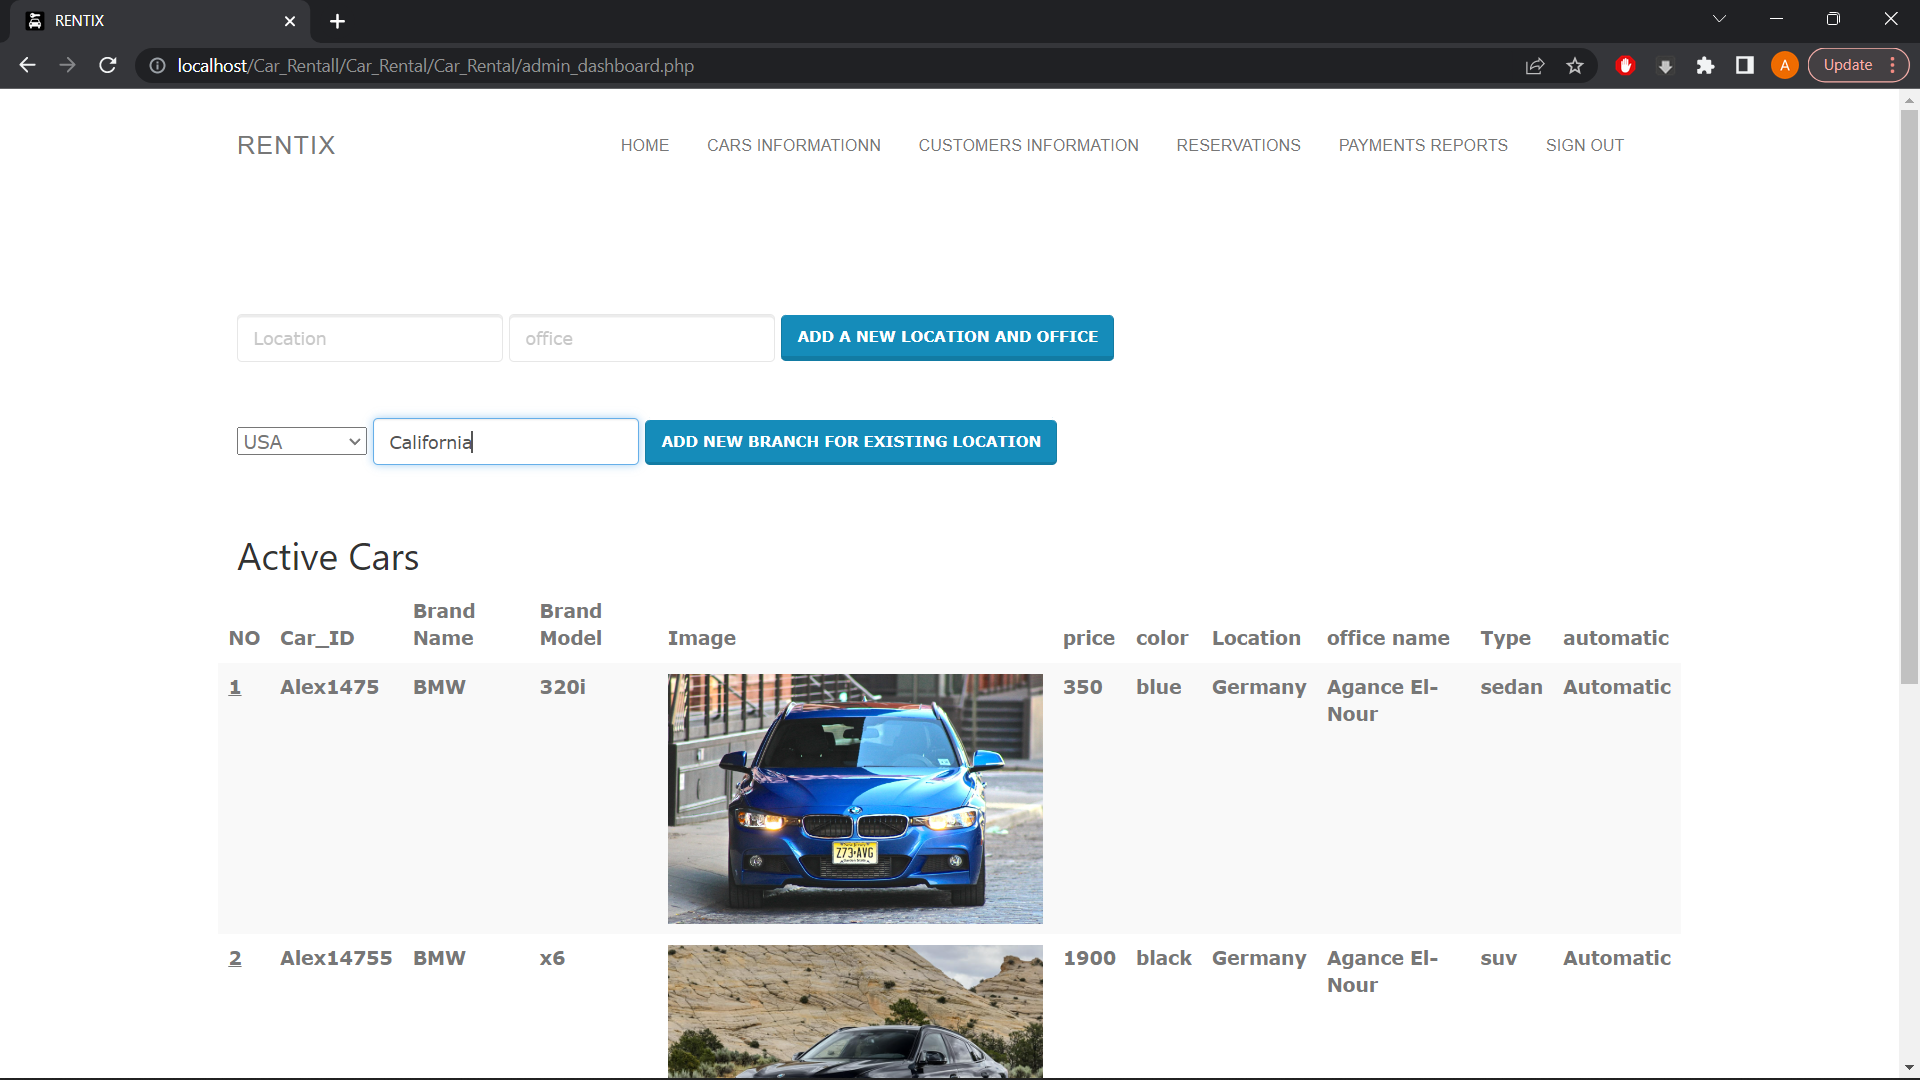 RENTIX
localhost/Car_Rentall/Car_Rental/Car_Rental/admin_dashboard.php
A
Update
RENTIX
HOME
CARS INFORMATIONN
CUSTOMERS INFORMATION
RESERVATIONS
PAYMENTS REPORTS
SIGN OUT
Location
office
ADD A NEW LOCATION AND OFFICE
USA
California
ADD NEW BRANCH FOR EXISTING LOCATION
Active Cars
NO Car_ID Brand Name Brand Model Image price color Location office name Type automatic
1 Alex1475 BMW 320i 350 blue Germany Agance El-Nour sedan Automatic
Z73 AVG
2 Alex14755 BMW x6 1900 black Germany Agance El-Nour suv Automatic